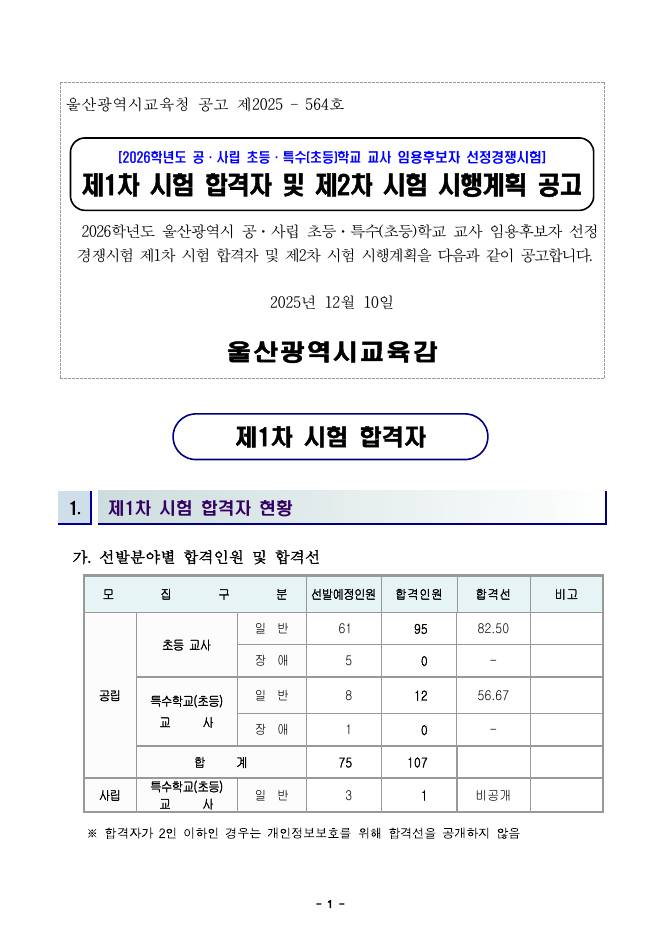 울산광역시교육청 공고 제2025 - 564호
[2026학년도 공·사립 초등·특수(초등)학교 교사 임용후보자 선정경쟁시험]
제1차 시험 합격자 및 제2차 시험 시행계획 공고
2026학년도 울산광역시 공·사립 초등·특수(초등)학교 교사 임용후보자 선정
경쟁시험 제1차 시험 합격자 및 제2차 시험 시행계획을 다음과 같이 공고합니다.
2025년 12월 10일
울산광역시교육감
제1차 시험 합격자
1. 제1차 시험 합격자 현황
가. 선발분야별 합격인원 및 합격선
모 집 구 분 선발예정인원 합격인원 합격선 비고
공립 초등 교사 일 반 61 95 82.50
장 애 5 0 -
특수학교(초등) 교 사 일 반 8 12 56.67
장 애 1 0 -
합 계 75 107
사립 특수학교(초등) 교 사 일 반 3 1 비공개
※ 합격자가 2인 이하인 경우는 개인정보보호를 위해 합격선을 공개하지 않음
- 1 -